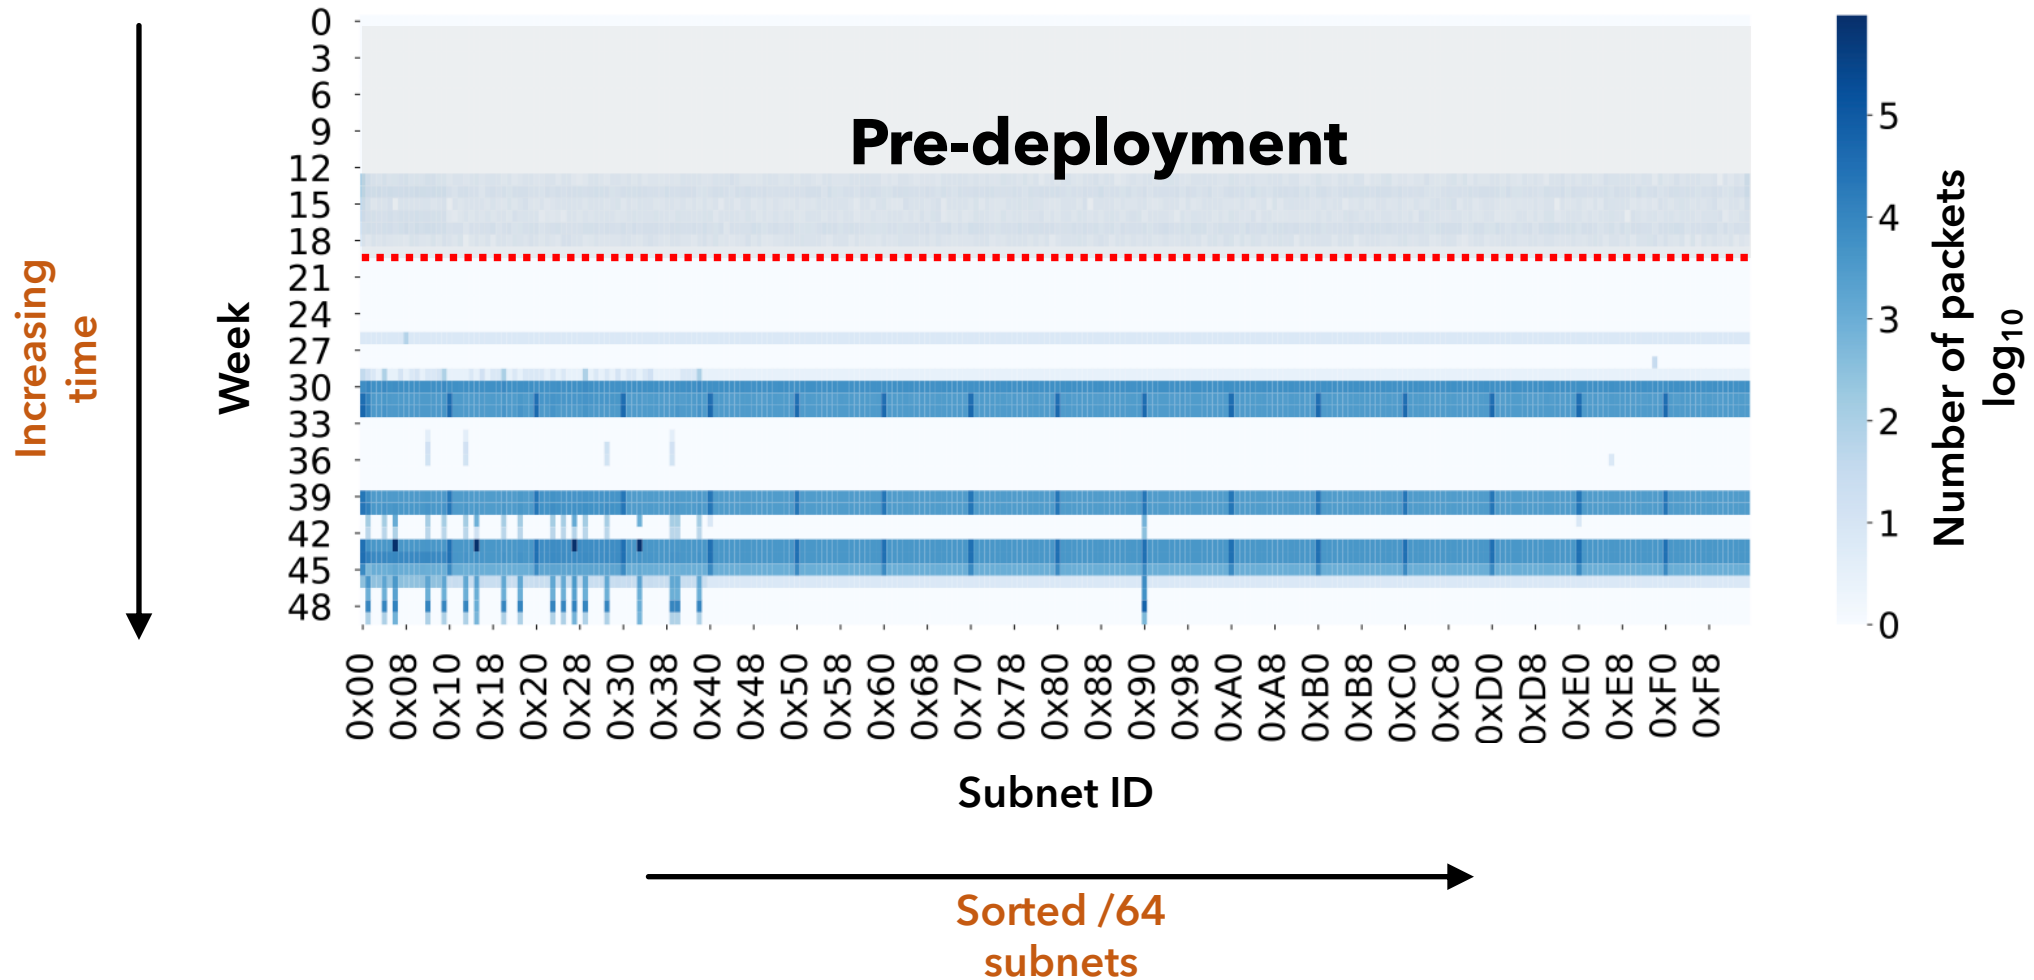 0
3
6
9
12
15
18
21
24
27
30
33
36
39
42
45
48
Pre-deployment
Increasing
time
Week
0x00
0x08
0x10
0x18
0x20
0x28
0x30
0x38
0x40
0x48
0x50
0x58
0x60
0x68
0x70
0x78
0x80
0x88
0x90
0x98
0xA0
0xA8
0xB0
0xB8
0xC0
0xC8
0xD0
0xD8
0xE0
0xE8
0xF0
0xF8
Subnet ID
Sorted /64
subnets
5
4
3
2
1
0
Number of packets
log₁₀